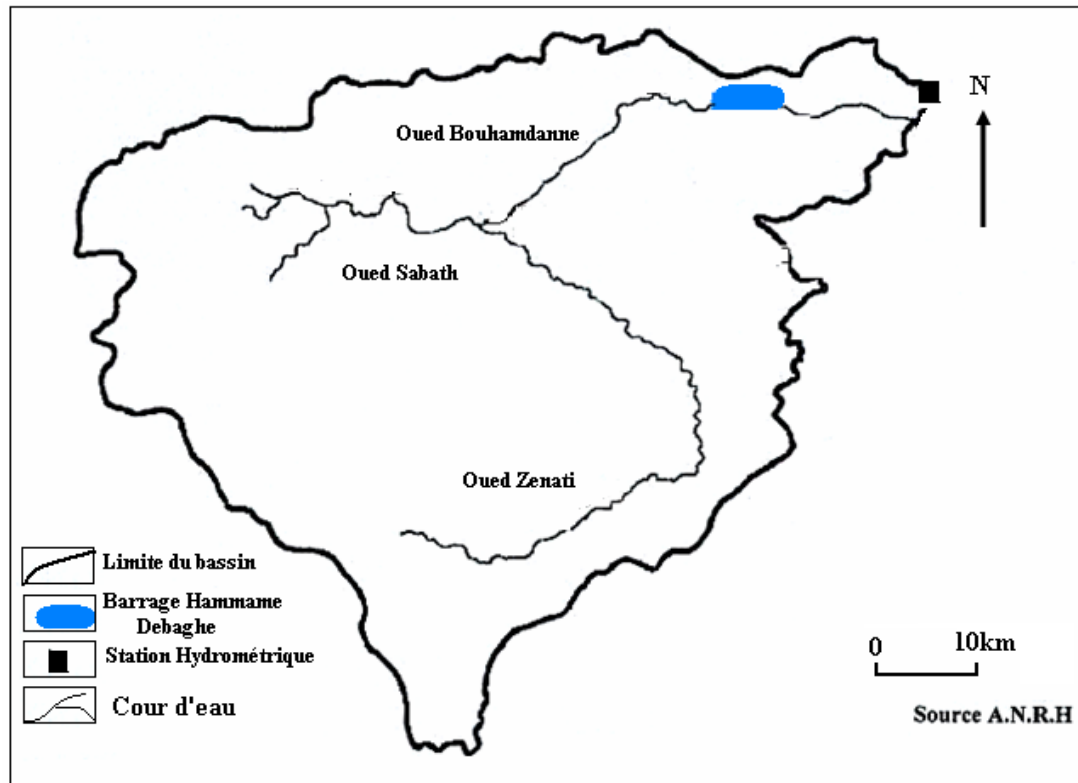 N
Oued Bouhamdanne
Oued Sabath
Oued Zenati
Limite du bassin
Barrage Hammame
Debaghe
Station Hydrométrique
Cour d'eau
0 10km
Source A.N.R.H